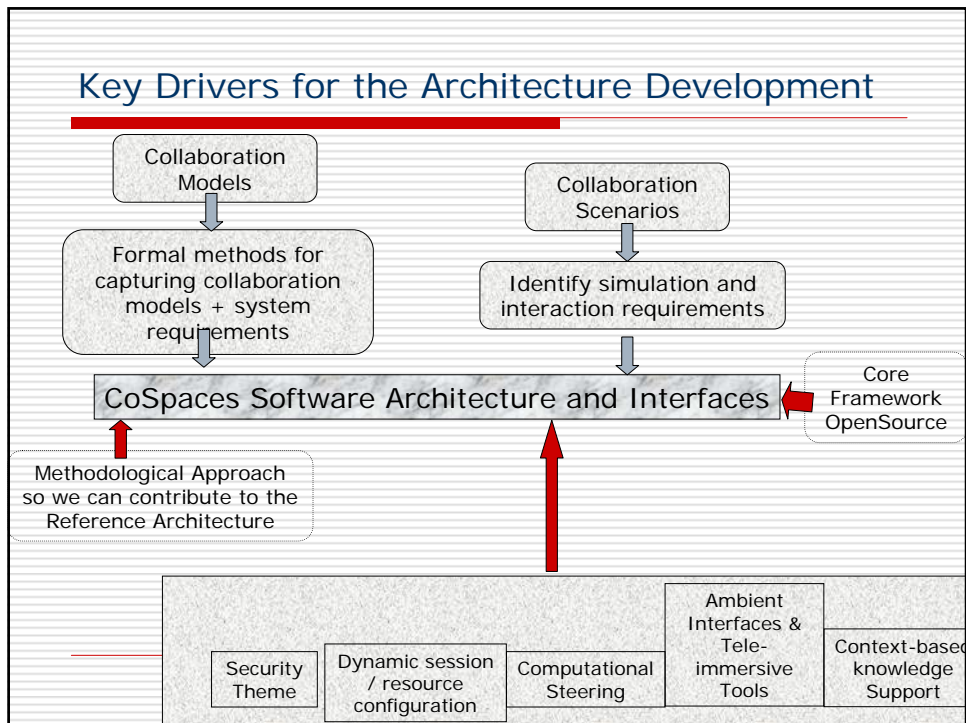 Key Drivers for the Architecture Development
Collaboration
Models
Collaboration
Scenarios
Formal methods for
capturing collaboration
models + system
requirements
Identify simulation and
interaction requirements
CoSpaces Software Architecture and Interfaces
Core
Framework
OpenSource
Methodological Approach
so we can contribute to the
Reference Architecture
Security
Theme
Dynamic session
/ resource
configuration
Computational
Steering
Ambient
Interfaces &
Tele-
immersive
Tools
Context-based
knowledge
Support